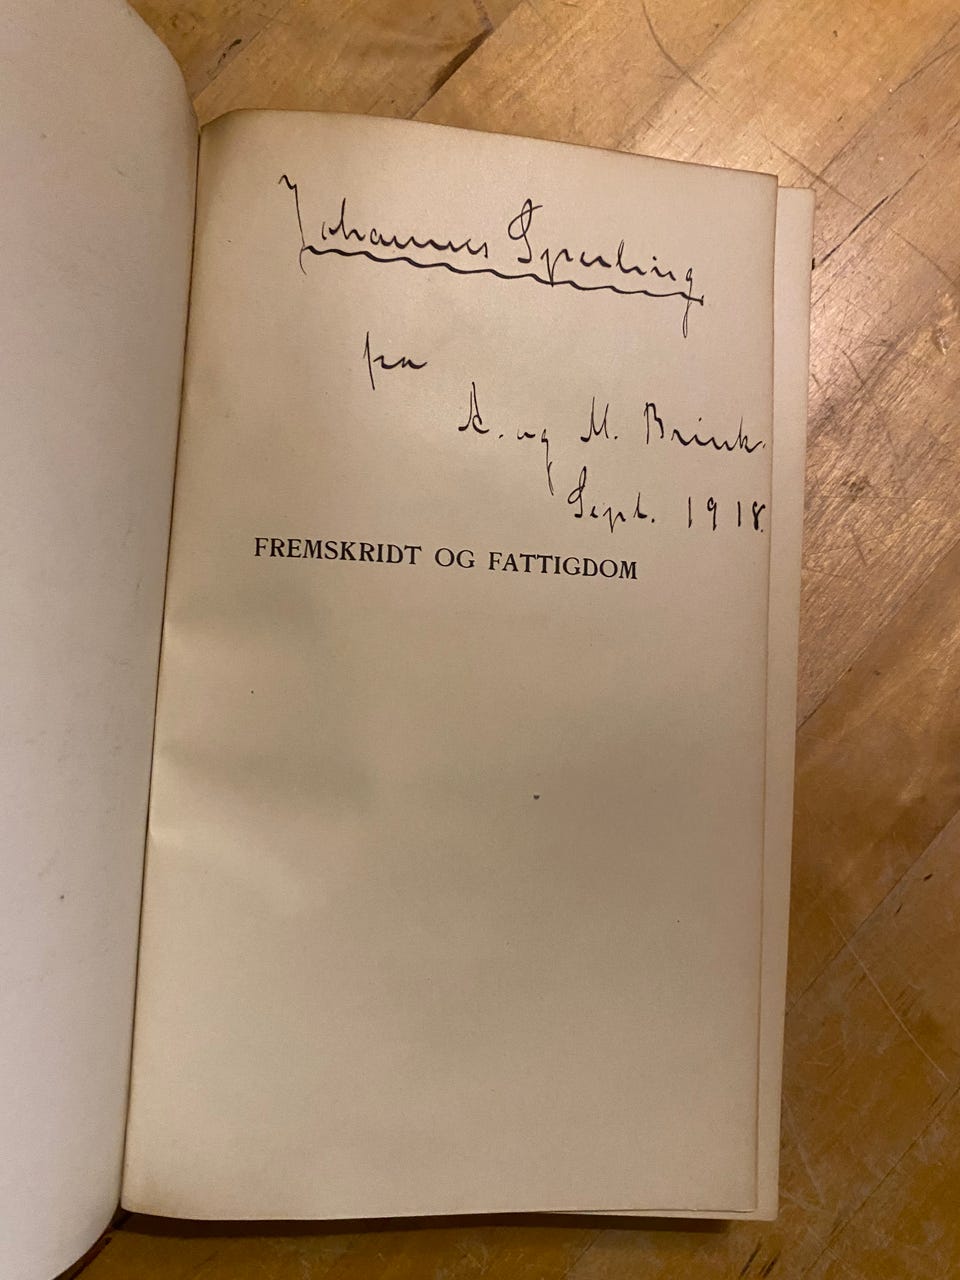 Johannes Sperling
fra
A. og M. Brink.
Sept. 1918.
FREMSKRIDT OG FATTIGDOM